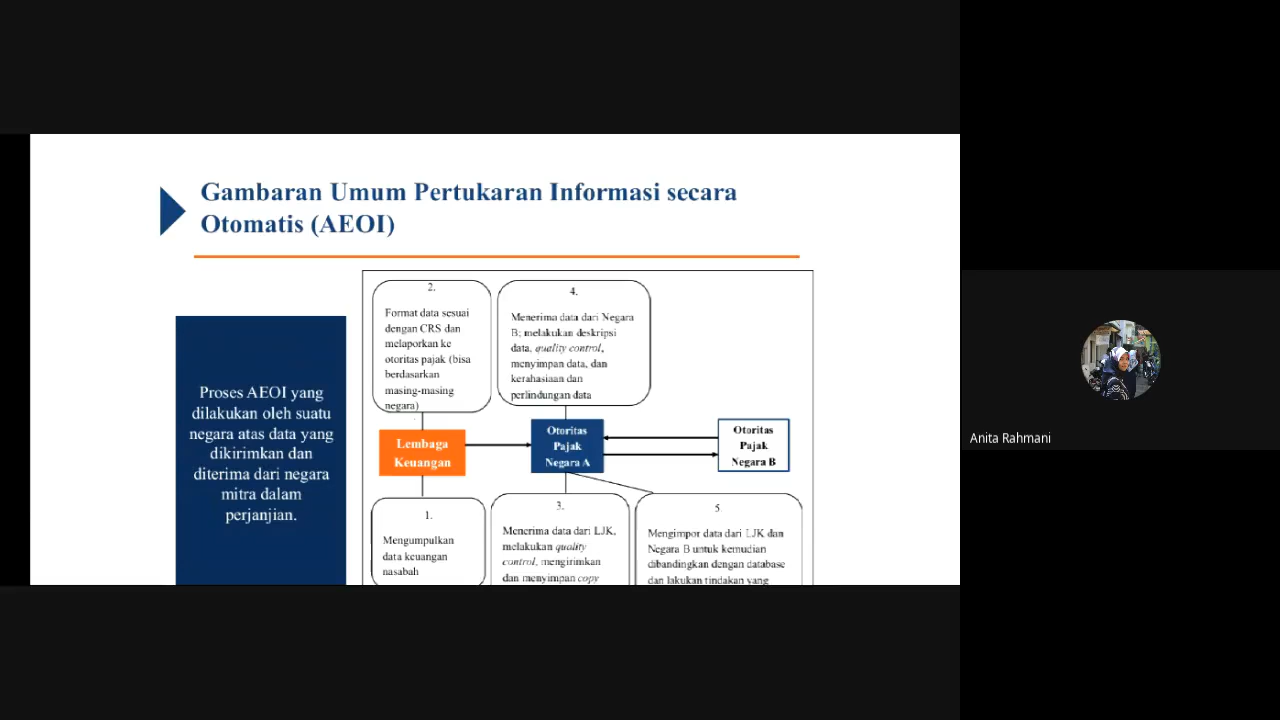 Gambaran Umum Pertukaran Informasi secara
Otomatis (AEOI)
Proses AEOI yang
dilakukan oleh suatu
negara atas data yang
dikirimkan dan
diterima dari negara
mitra dalam
perjanjian.
2.
Format data sesuai
dengan CRS dan
melaporkan ke
otoritas pajak (bisa
berdasarkan
masing-masing
negara)
4.
Menerima data dari Negara
B; melakukan deskripsi
data, quality control,
menyimpan data, dan
kerahasiaan dan
perlindungan data
Lembaga
Keuangan
Otoritas
Pajak
Negara A
Otoritas
Pajak
Negara B
1.
Mengumpulkan
data keuangan
nasabah
3.
Menerima data dari LJK,
melakukan quality
control, mengirimkan
dan menyimpan copy
5.
Mengimpor data dari LJK dan
Negara B untuk kemudian
dibandingkan dengan database
dan lakukan tindakan yang
Anita Rahmani